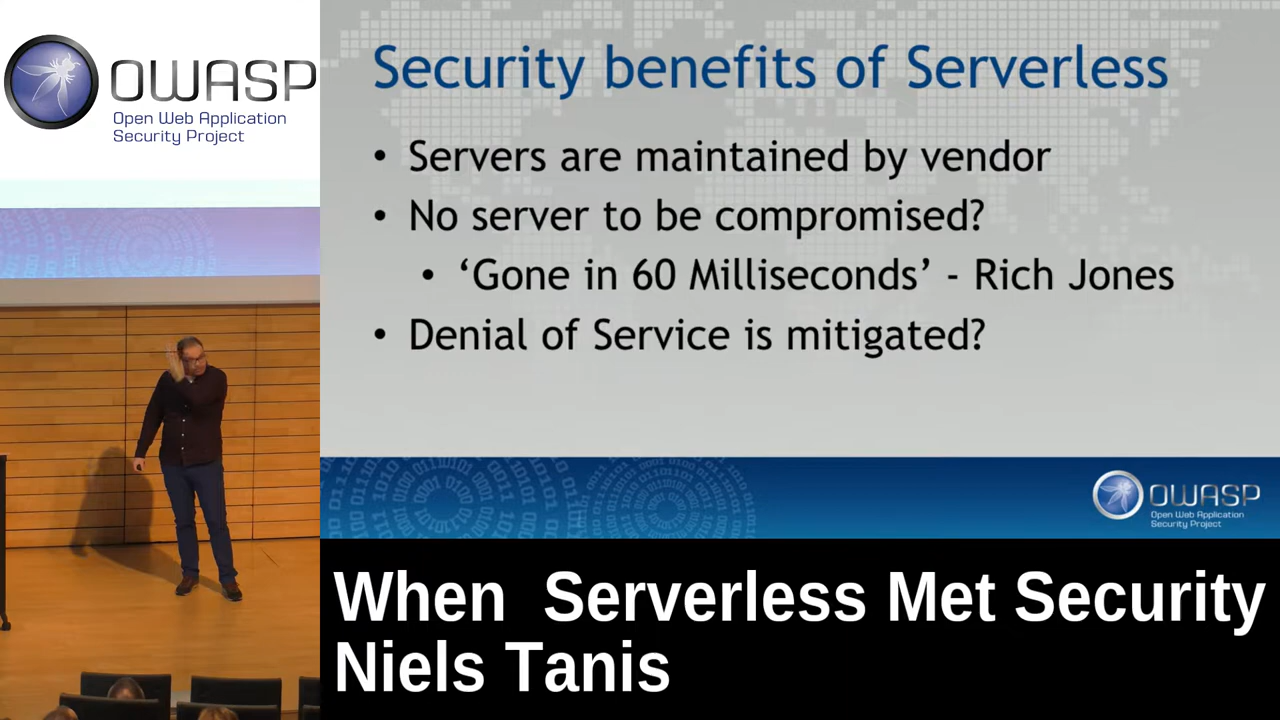 OWASP
Open Web Application
Security Project
Security benefits of Serverless
• Servers are maintained by vendor
• No server to be compromised?
• ‘Gone in 60 Milliseconds’ - Rich Jones
• Denial of Service is mitigated?
OWASP
Open Web Application
Security Project
When Serverless Met Security
Niels Tanis